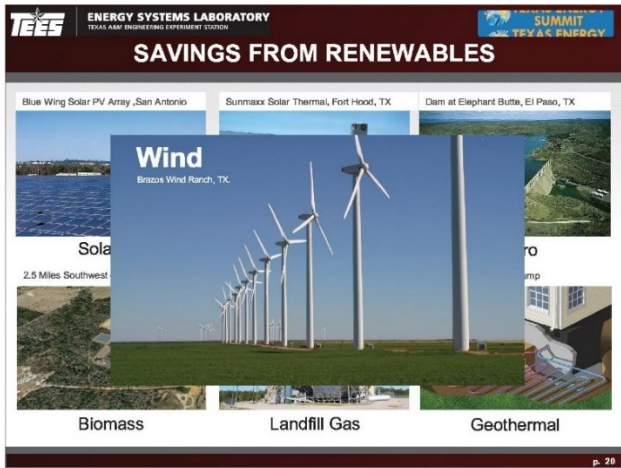 TEES
ENERGY SYSTEMS LABORATORY
TEXAS A&M ENGINEERING EXPERIMENT STATION
TEXAS ENERGY
SUMMIT
TEXAS ENERGY
SAVINGS FROM RENEWABLES
Blue Wing Solar PV Array ,San Antonio
Sunmaxx Solar Thermal, Fort Hood, TX
Dam at Elephant Butte, El Paso, TX
Wind
Brazos Wind Ranch, TX.
Sola
ro
2.5 Miles Southwest
ump
Biomass
Landfill Gas
Geothermal
p. 20